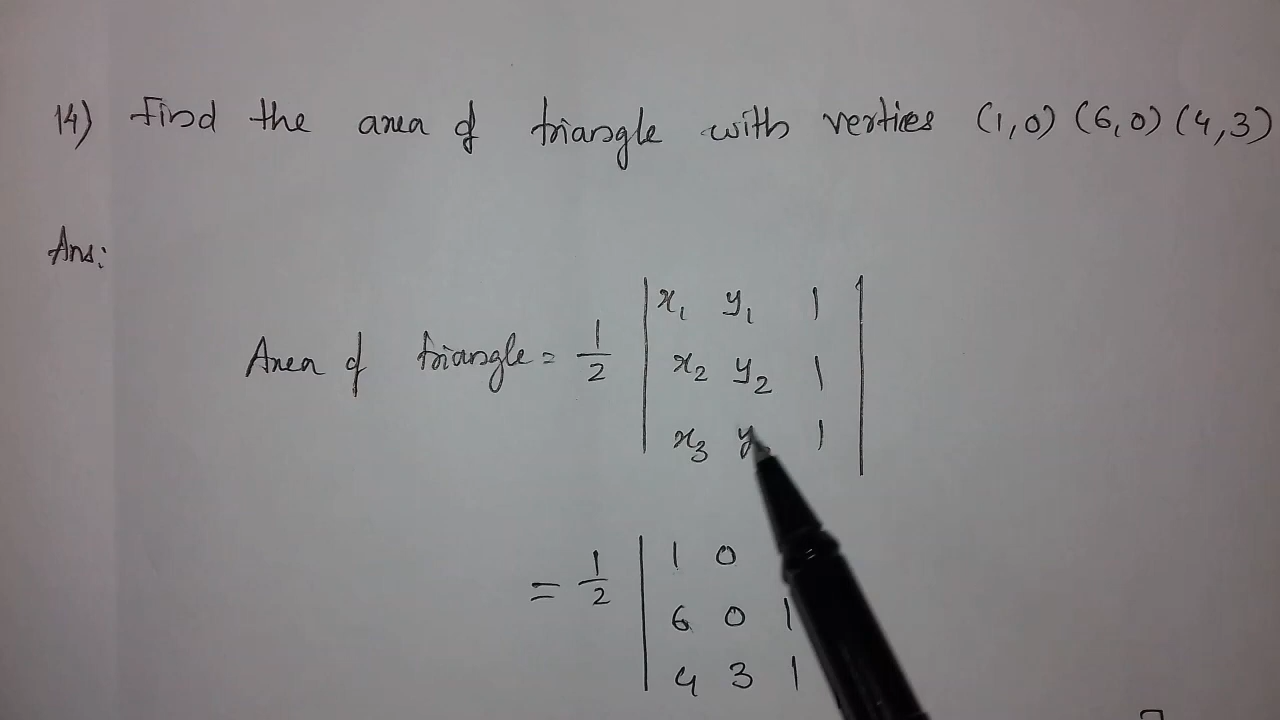 14) Find the area of triangle with vertices (1,0) (6,0) (4,3)
Ans:
x₁ y₁ 1
Area of triangle = 1/2 | x₂ y₂ 1 |
x₃ y 1
= 1/2 | 1 0
6 0 1
4 3 1